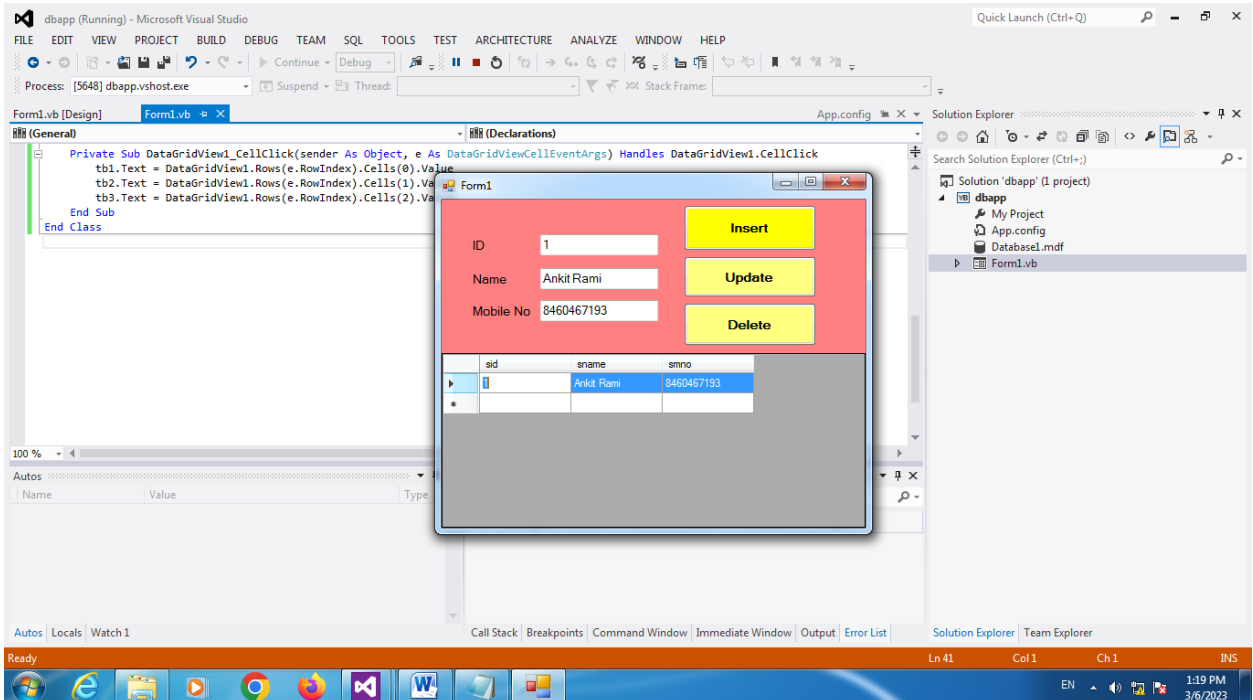 dbapp (Running) - Microsoft Visual Studio
Quick Launch (Ctrl+Q)
FILE EDIT VIEW PROJECT BUILD DEBUG TEAM SQL TOOLS TEST ARCHITECTURE ANALYZE WINDOW HELP
Continue Debug
Process: [5648] dbapp.vshost.exe Suspend Thread: Stack Frame:
Form1.vb [Design] Form1.vb App.config
(General) (Declarations)
Private Sub DataGridView1_CellClick(sender As Object, e As DataGridViewCellEventArgs) Handles DataGridView1.CellClick
tb1.Text = DataGridView1.Rows(e.RowIndex).Cells(0).Value
tb2.Text = DataGridView1.Rows(e.RowIndex).Cells(1).Va
tb3.Text = DataGridView1.Rows(e.RowIndex).Cells(2).Va
End Sub
End Class
Form1
ID 1
Name Ankit Rami
Mobile No 8460467193
Insert
Update
Delete
sid sname smno
1 Ankit Rami 8460467193
100 %
Autos
Name Value Type
Autos Locals Watch 1
Call Stack Breakpoints Command Window Immediate Window Output Error List
Solution Explorer
Search Solution Explorer (Ctrl+;)
Solution 'dbapp' (1 project)
VB dbapp
My Project
App.config
Database1.mdf
Form1.vb
Solution Explorer Team Explorer
Ready Ln 41 Col 1 Ch 1 INS
EN 1:19 PM
3/6/2023